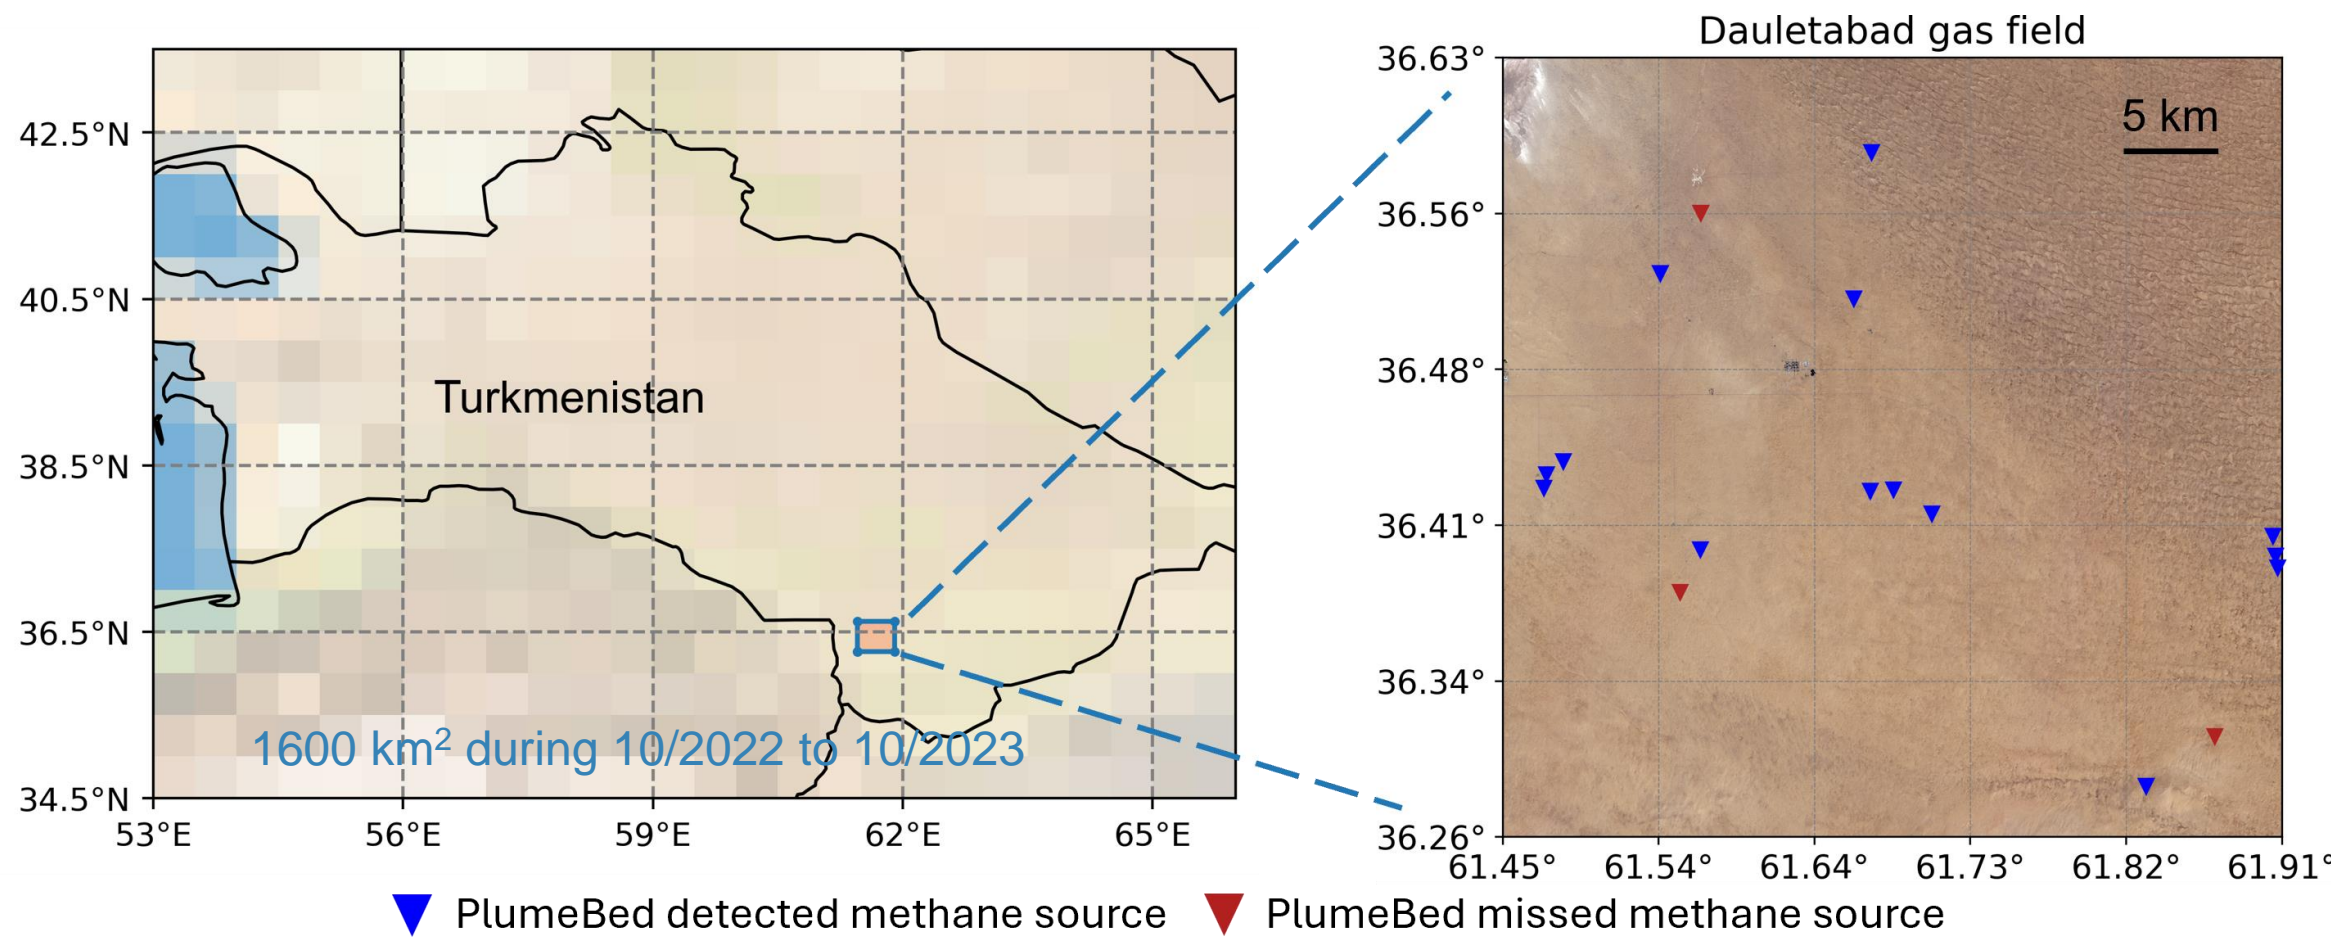 Dauletabad gas field
42.5°N
40.5°N
38.5°N
36.5°N
34.5°N
53°E
56°E
59°E
62°E
65°E
Turkmenistan
1600 km² during 10/2022 to 10/2023
36.63°
36.56°
36.48°
36.41°
36.34°
36.26°
61.45°
61.54°
61.64°
61.73°
61.82°
61.91°
5 km
PlumeBed detected methane source
PlumeBed missed methane source